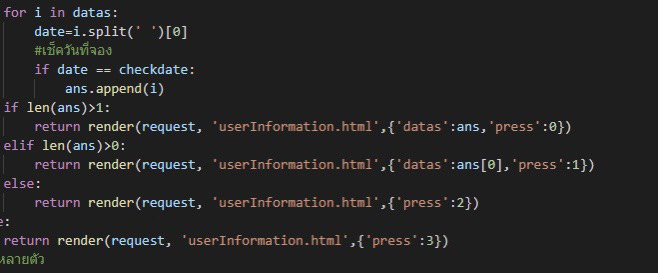 for i in datas:
date=i.split(' ')[0]
#เช็ควันที่จอง
if date == checkdate:
ans.append(i)
if len(ans)>1:
return render(request, 'userInformation.html',{'datas':ans,'press':0})
elif len(ans)>0:
return render(request, 'userInformation.html',{'datas':ans[0],'press':1})
else:
return render(request, 'userInformation.html',{'press':2})
e:
return render(request, 'userInformation.html',{'press':3})
หลายตัว